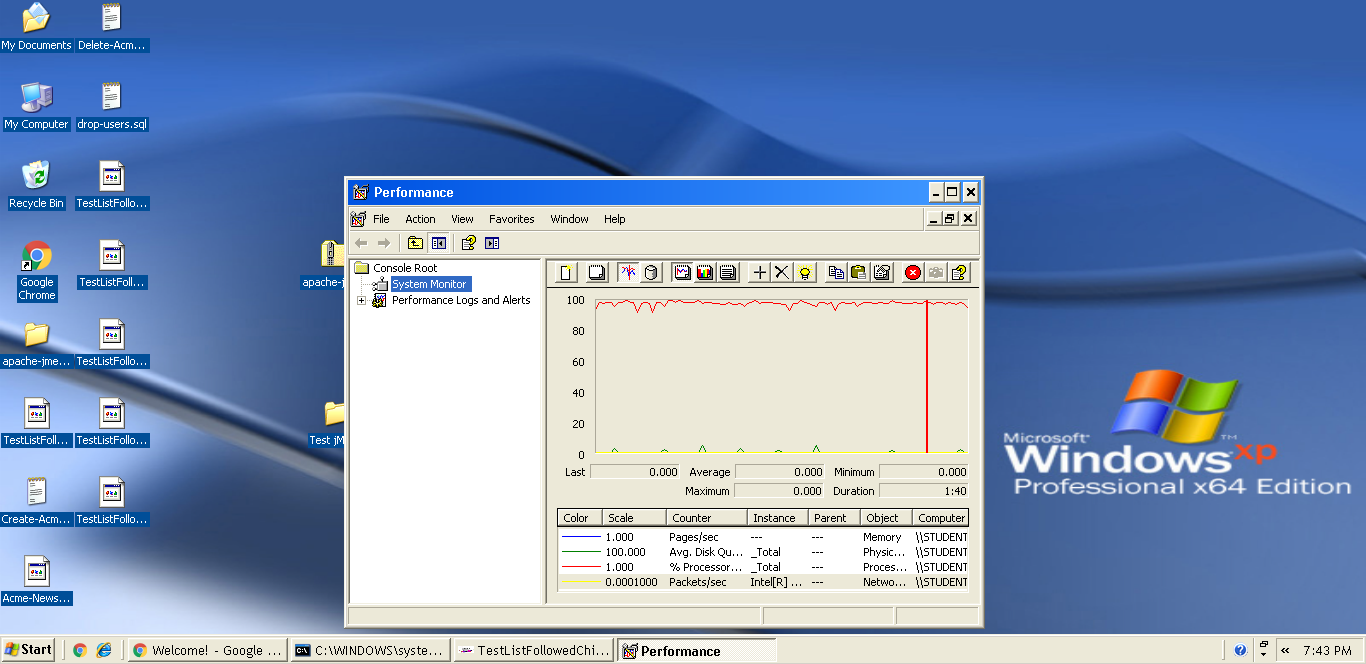 My Documents
Delete-Acm...
My Computer
drop-users.sql
Recycle Bin
TestListFollo...
Google
Chrome
TestListFoll...
apache-j
apache-jme...
TestListFollo...
TestListFoll...
TestListFollo...
Test jM
Create-Acm...
TestListFollo...
Acme-News...
Performance
File Action View Favorites Window Help
Console Root
System Monitor
Performance Logs and Alerts
100
80
60
40
20
0
Last 0.000 Average 0.000 Minimum 0.000
Maximum 0.000 Duration 1:40
Color Scale Counter Instance Parent Object Computer
1.000 Pages/sec --- --- Memory \\STUDENT
100.000 Avg. Disk Qu... _Total --- Physic... \\STUDENT
1.000 % Processor... _Total --- Proces... \\STUDENT
0.0001000 Packets/sec Intel[R] ... --- Netwo... \\STUDENT
Microsoft
Windows xp
Professional x64 Edition
Start Welcome! - Google ... C:\WINDOWS\syste... TestListFollowedChi... Performance 7:43 PM